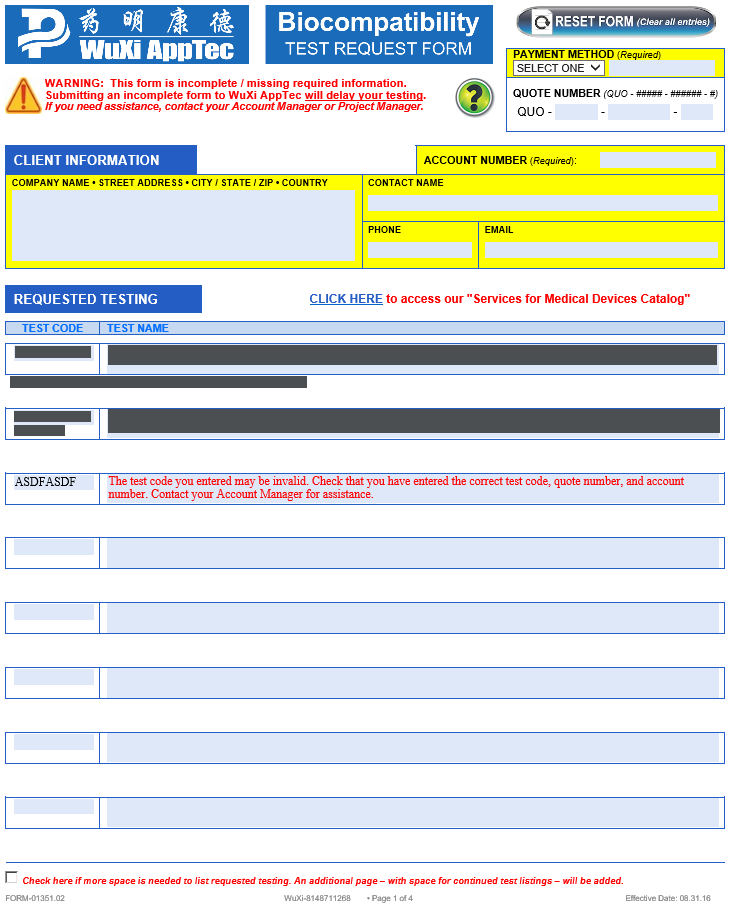 药明康德
WuXi AppTec
Biocompatibility
TEST REQUEST FORM
RESET FORM (Clear all entries)
WARNING: This form is incomplete / missing required information.
Submitting an incomplete form to WuXi AppTec will delay your testing.
If you need assistance, contact your Account Manager or Project Manager.
?
PAYMENT METHOD (Required)
SELECT ONE
QUOTE NUMBER (QUO - ##### - ###### - #)
QUO - - -
CLIENT INFORMATION
ACCOUNT NUMBER (Required):
COMPANY NAME • STREET ADDRESS • CITY / STATE / ZIP • COUNTRY
CONTACT NAME
PHONE
EMAIL
REQUESTED TESTING
CLICK HERE to access our "Services for Medical Devices Catalog"
TEST CODE
TEST NAME
ASDFASDF
The test code you entered may be invalid. Check that you have entered the correct test code, quote number, and account
number. Contact your Account Manager for assistance.
Check here if more space is needed to list requested testing. An additional page – with space for continued test listings – will be added.
FORM-01351.02
WuXi-8148711268 • Page 1 of 4
Effective Date: 08.31.16